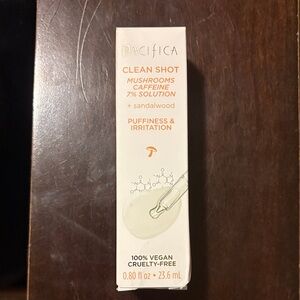 PACIFICA
CLEAN SHOT
MUSHROOMS
CAFFEINE
7% SOLUTION
+ sandalwood
PUFFINESS &
IRRITATION
100% VEGAN
CRUELTY-FREE
0.80 fl oz • 23.6 mL